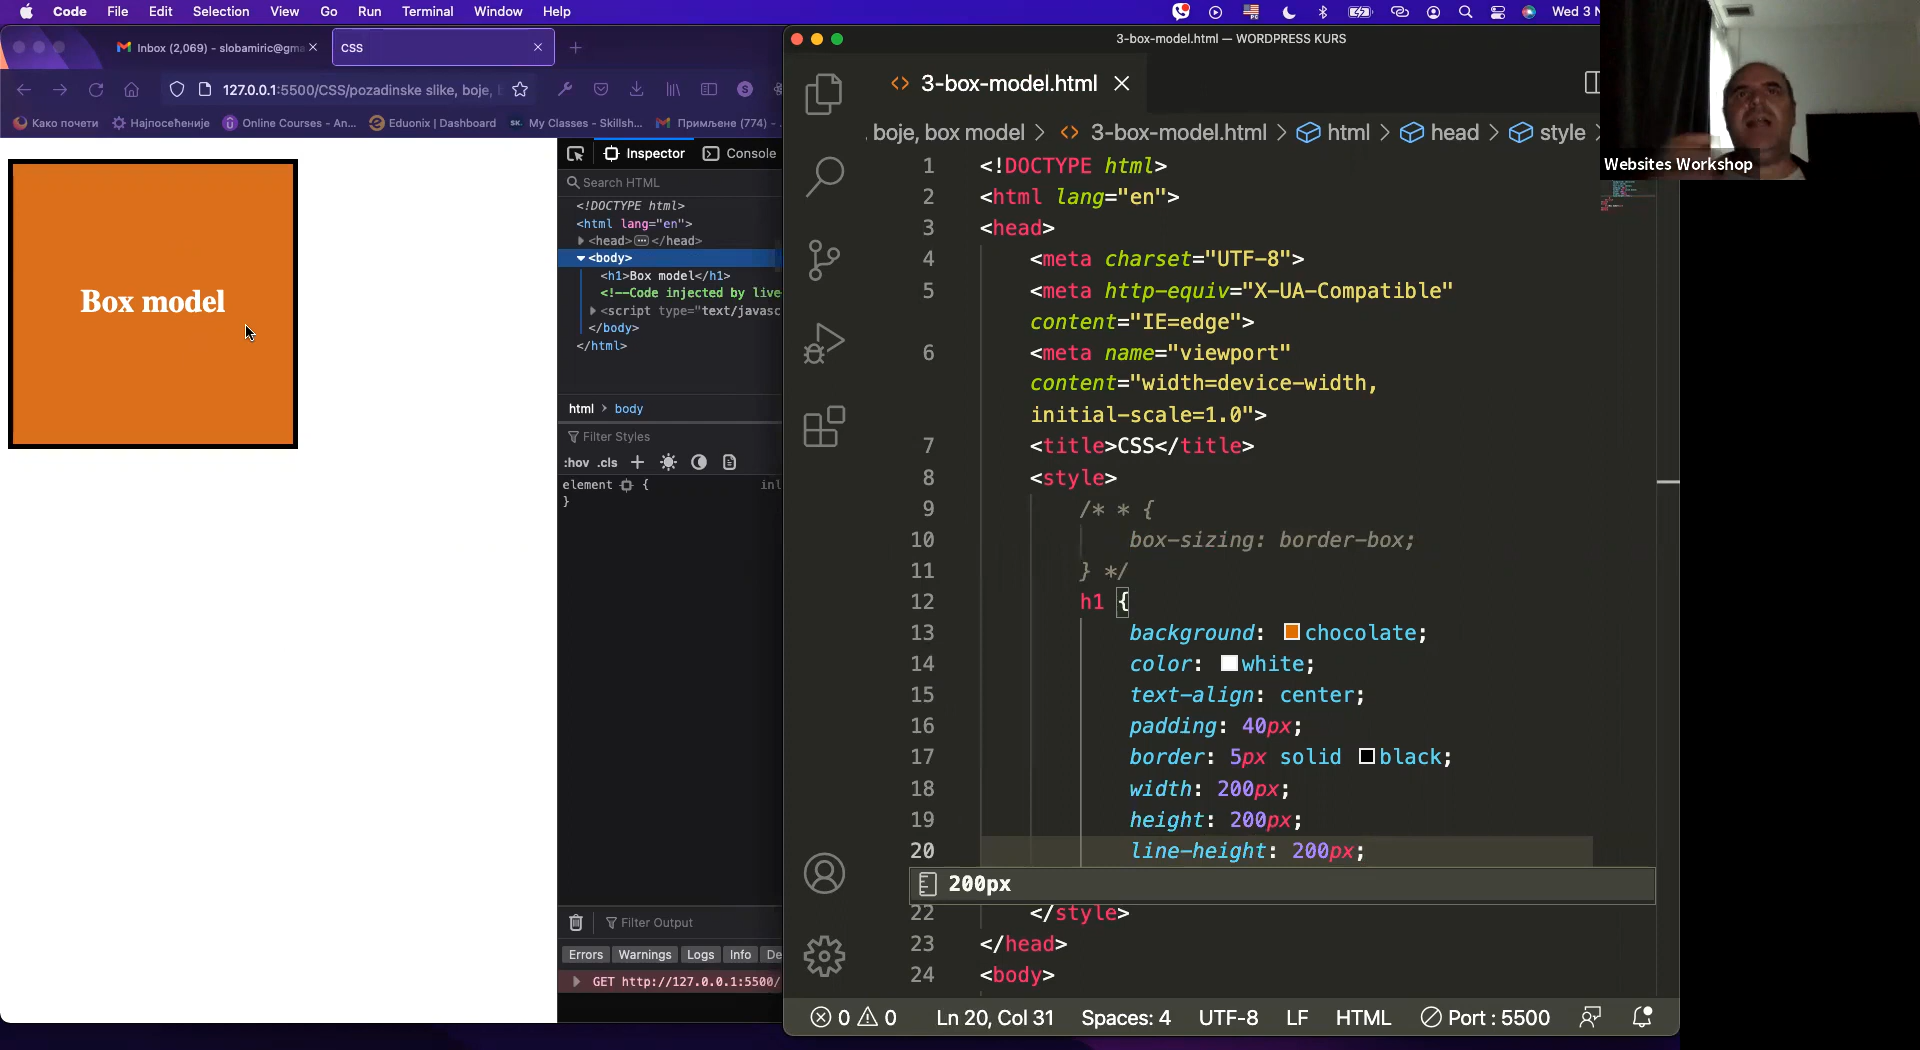 Code File Edit Selection View Go Run Terminal Window Help
Wed 3 N
Inbox (2,069) - slobamiric@gma
CSS
127.0.0.1:5500/CSS/pozadinske slike, boje,
Како почети Најпосећеније Online Courses - An... Eduonix | Dashboard My Classes - Skillsh... Примљене (774) -
Box model
Inspector Console
Search HTML
<!DOCTYPE html>
<html lang="en">
<head> ••• </head>
<body>
<h1>Box model</h1>
<!--Code injected by live
<script type="text/javasc
</body>
</html>
html > body
Filter Styles
:hov .cls +
element { inl
}
Filter Output
Errors Warnings Logs Info De
GET http://127.0.0.1:5500/
3-box-model.html — WORDPRESS KURS
<> 3-box-model.html
, boje, box model > <> 3-box-model.html > html > head > style >
1 <!DOCTYPE html>
2 <html lang="en">
3 <head>
4 <meta charset="UTF-8">
5 <meta http-equiv="X-UA-Compatible"
content="IE=edge">
6 <meta name="viewport"
content="width=device-width,
initial-scale=1.0">
7 <title>CSS</title>
8 <style>
9 /* * {
10 box-sizing: border-box;
11 } */
12 h1 {
13 background: chocolate;
14 color: white;
15 text-align: center;
16 padding: 40px;
17 border: 5px solid black;
18 width: 200px;
19 height: 200px;
20 line-height: 200px;
200px
22 </style>
23 </head>
24 <body>
0 0 Ln 20, Col 31 Spaces: 4 UTF-8 LF HTML Port : 5500
Websites Workshop